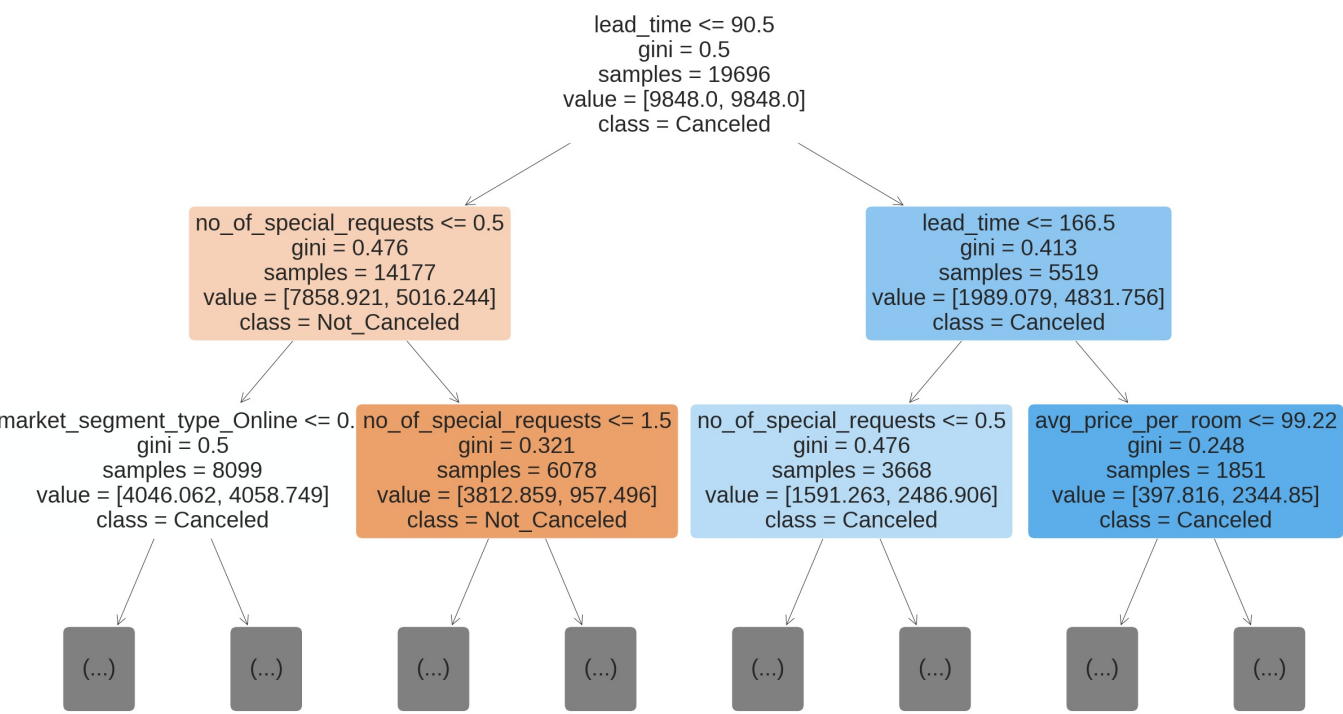 lead_time <= 90.5
gini = 0.5
samples = 19696
value = [9848.0, 9848.0]
class = Canceled
no_of_special_requests <= 0.5
gini = 0.476
samples = 14177
value = [7858.921, 5016.244]
class = Not_Canceled
lead_time <= 166.5
gini = 0.413
samples = 5519
value = [1989.079, 4831.756]
class = Canceled
market_segment_type_Online <= 0.
gini = 0.5
samples = 8099
value = [4046.062, 4058.749]
class = Canceled
no_of_special_requests <= 1.5
gini = 0.321
samples = 6078
value = [3812.859, 957.496]
class = Not_Canceled
no_of_special_requests <= 0.5
gini = 0.476
samples = 3668
value = [1591.263, 2486.906]
class = Canceled
avg_price_per_room <= 99.22
gini = 0.248
samples = 1851
value = [397.816, 2344.85]
class = Canceled
(...)
(...)
(...)
(...)
(...)
(...)
(...)
(...)